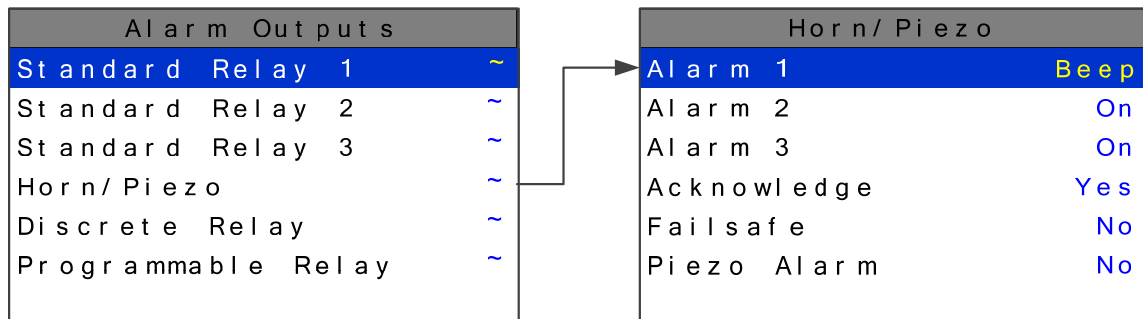 Alarm Outputs
Standard Relay 1 ~
Standard Relay 2 ~
Standard Relay 3 ~
Horn/Piezo ~
Discrete Relay ~
Programmable Relay ~
Horn/Piezo
Alarm 1 Beep
Alarm 2 On
Alarm 3 On
Acknowledge Yes
Failsafe No
Piezo Alarm No